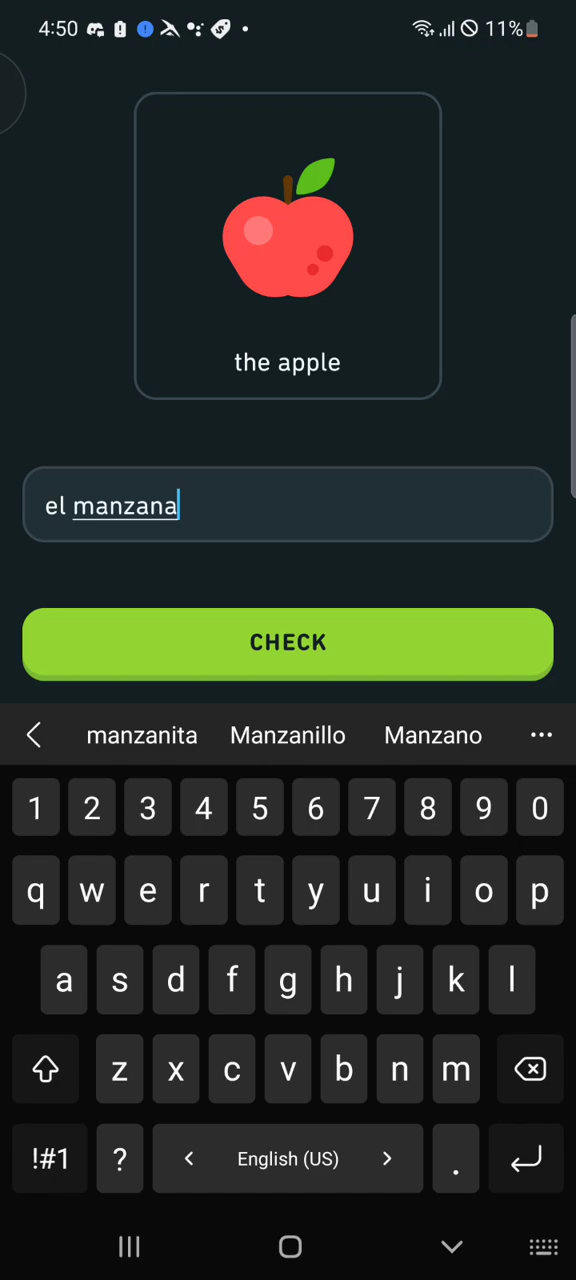 4:50 11%
the apple
el manzana
CHECK
manzanita Manzanillo Manzano ...
1 2 3 4 5 6 7 8 9 0
q w e r t y u i o p
a s d f g h j k l
z x c v b n m
!#1 ? < English (US) > .